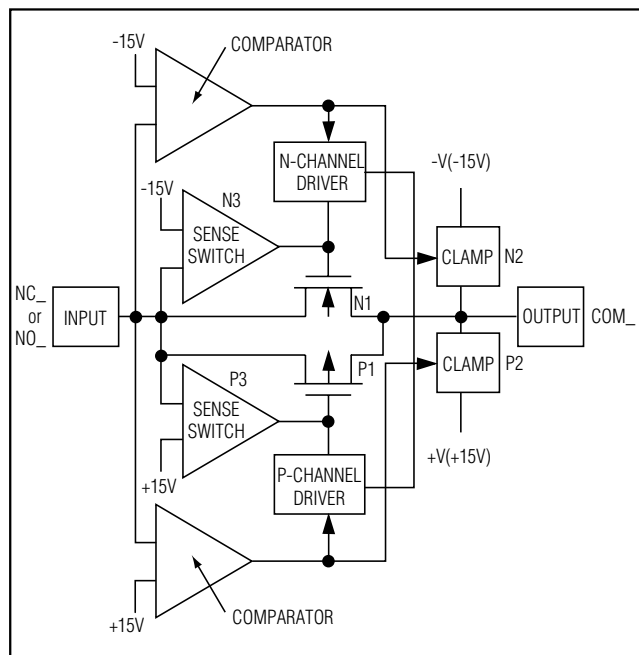 -15V
COMPARATOR
N-CHANNEL
DRIVER
-V(-15V)
-15V
N3
SENSE
SWITCH
CLAMP
N2
NC_
or
NO_
INPUT
N1
OUTPUT
COM_
P1
CLAMP
P2
P3
SENSE
SWITCH
+15V
P-CHANNEL
DRIVER
+V(+15V)
+15V
COMPARATOR